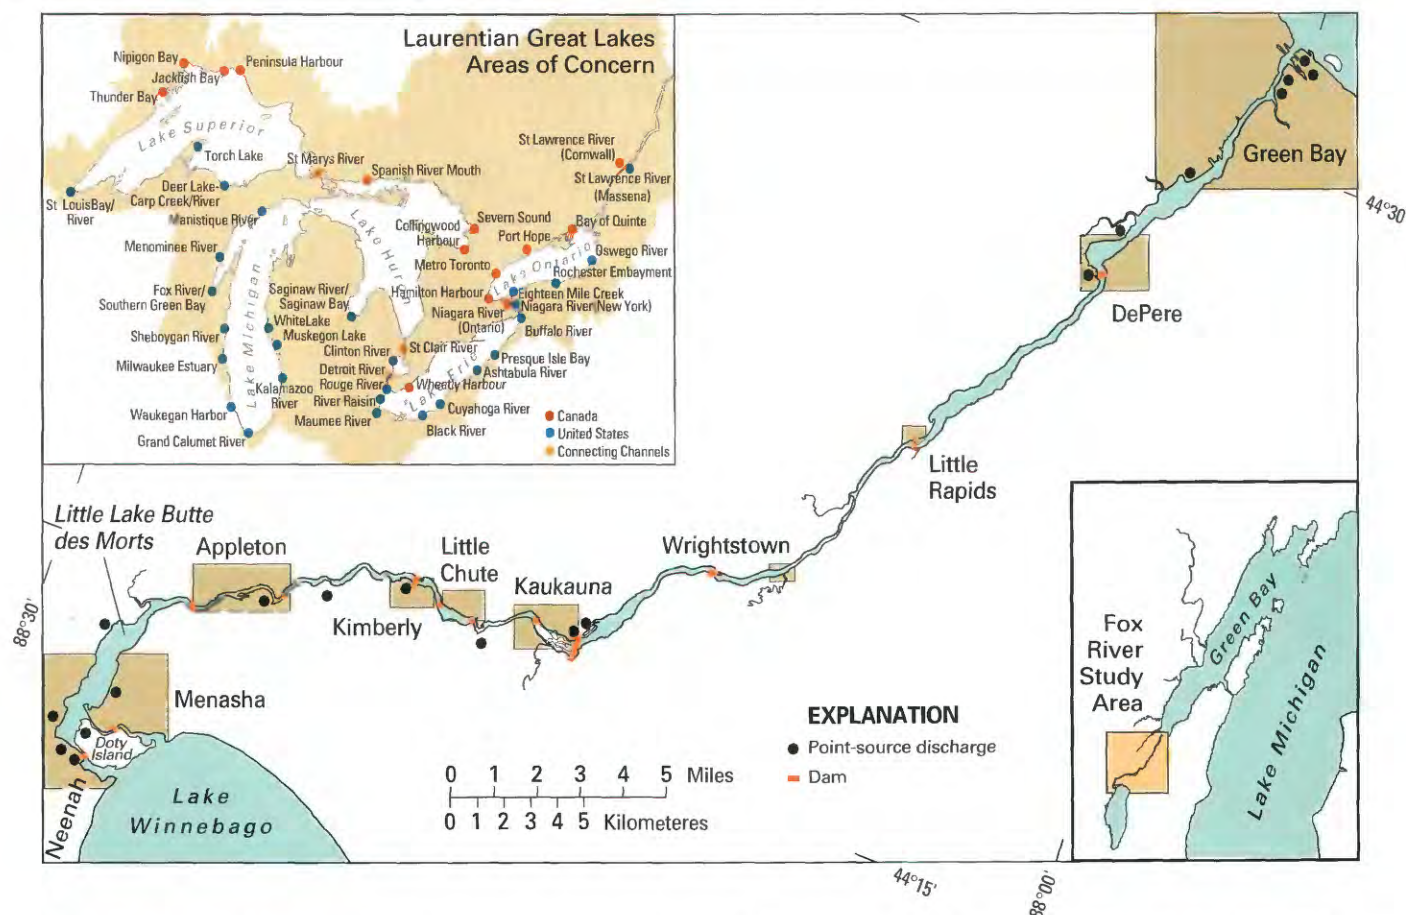 Laurentian Great Lakes
Areas of Concern
Nipigon Bay
Peninsula Harbour
Jackfish Bay
Thunder Bay
Lake Superior
Torch Lake
St Marys River
Spanish River Mouth
St Lawrence River
(Cornwall)
St Lawrence River
(Massena)
St LouisBay/
River
Deer Lake-
Carp Creek/River
Manistique River
Menominee River
Lake Huron
Collingwood
Harbour
Severn Sound
Port Hope
Bay of Quinte
Metro Toronto
Lake Ontario
Oswego River
Rochester Embayment
Fox River/
Southern Green Bay
Lake Michigan
Saginaw River/
Saginaw Bay
Hamilton Harbour
Eighteen Mile Creek
Niagara River(New York)
Niagara River
(Ontario)
Buffalo River
WhiteLake
Muskegon Lake
Sheboygan River
Clinton River
St Clair River
Lake Erie
Presque Isle Bay
Ashtabula River
Milwaukee Estuary
Detroit River
Rouge River
Wheatly Harbour
Kalamazoo
River
River Raisin
Maumee River
Cuyahoga River
Black River
Waukegan Harbor
Grand Calumet River
Canada
United States
Connecting Channels
Green Bay
44°30
DePere
Little
Rapids
Wrightstown
Little Lake Butte
des Morts
Appleton
Little
Chute
Kaukauna
Kimberly
88°30'
Menasha
Doty
Island
Neenah
Lake
Winnebago
0 1 2 3 4 5 Miles
0 1 2 3 4 5 Kilometeres
EXPLANATION
Point-source discharge
Dam
Fox
River
Study
Area
Green Bay
Lake Michigan
44°15'
88°00'